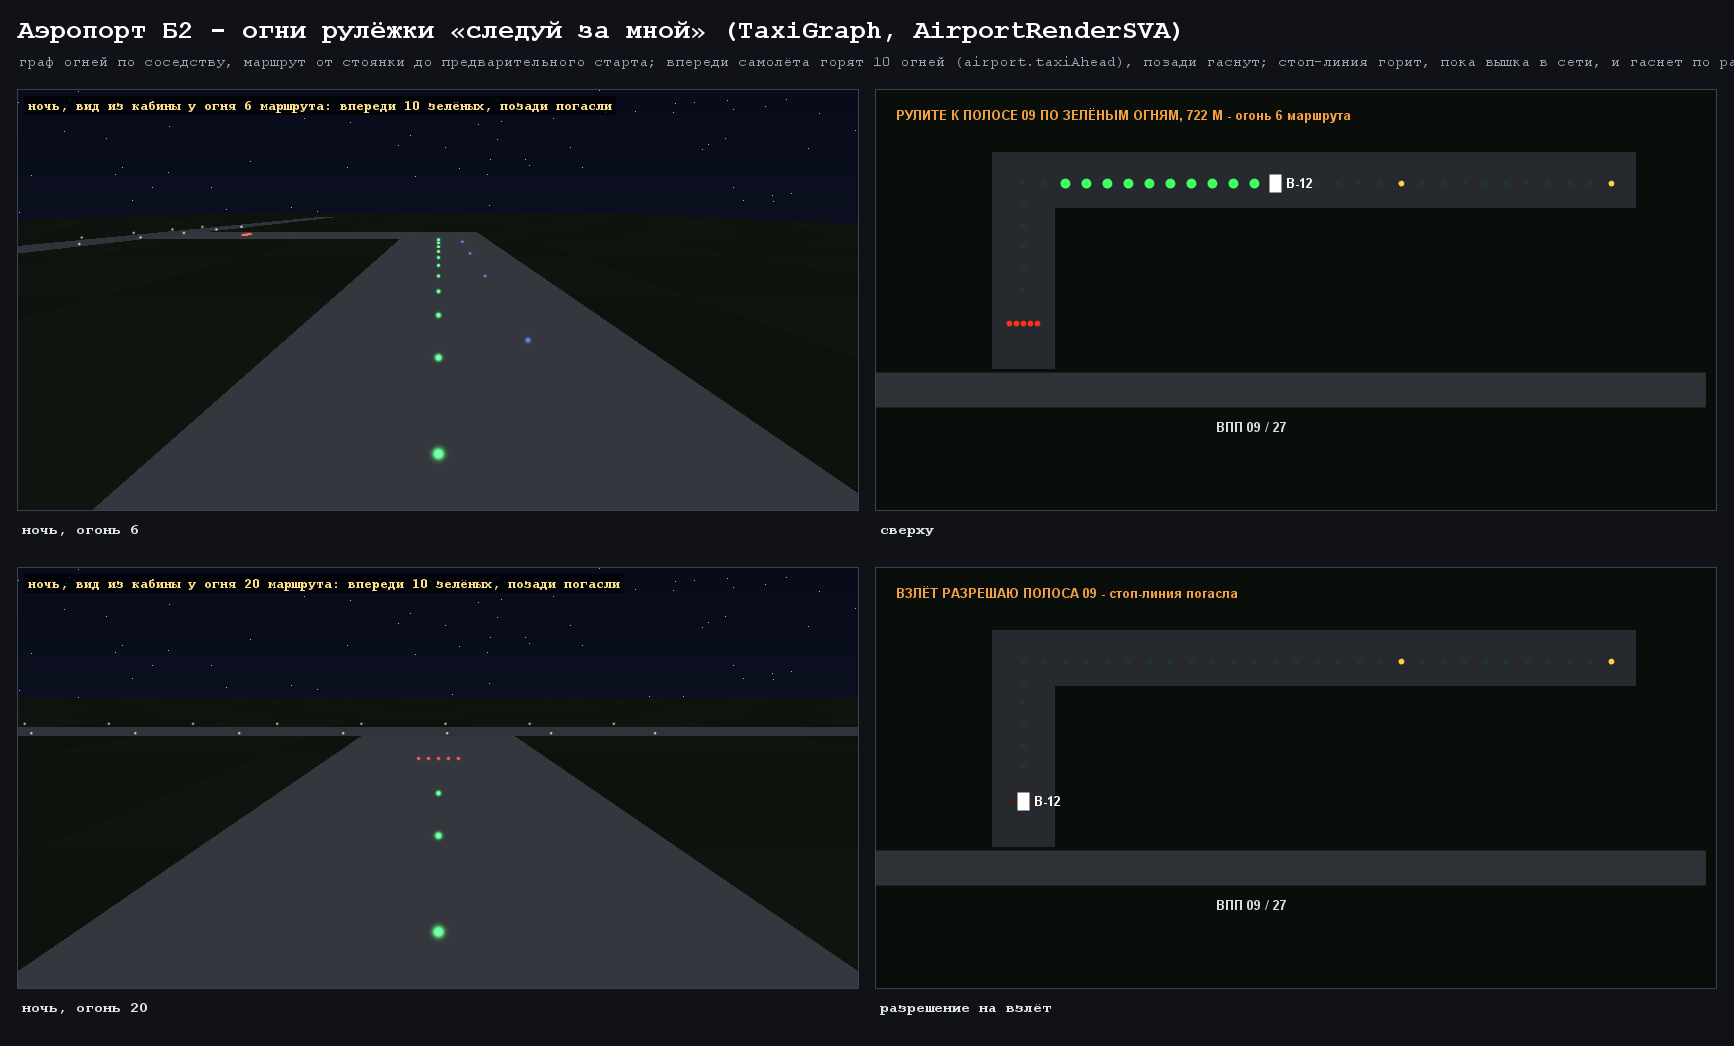 Аэропорт Б2 – огни рулёжки «следуй за мной» (TaxiGraph, AirportRenderSVA)
граф огней по соседству, маршрут от стоянки до предварительного старта; впереди самолёта горят 10 огней (airport.taxiAhead), позади гаснут; стоп-линия горит, пока вышка в сети, и гаснет по
ночь, вид из кабины у огня 6 маршрута: впереди 10 зелёных, позади погасли
РУЛИТЕ К ПОЛОСЕ 09 ПО ЗЕЛЁНЫМ ОГНЯМ, 722 М - огонь 6 маршрута
В-12
ВПП 09 / 27
ночь, огонь 6
сверху
ночь, вид из кабины у огня 20 маршрута: впереди 10 зелёных, позади погасли
ВЗЛЁТ РАЗРЕШАЮ ПОЛОСА 09 - стоп-линия погасла
В-12
ВПП 09 / 27
ночь, огонь 20
разрешение на взлёт